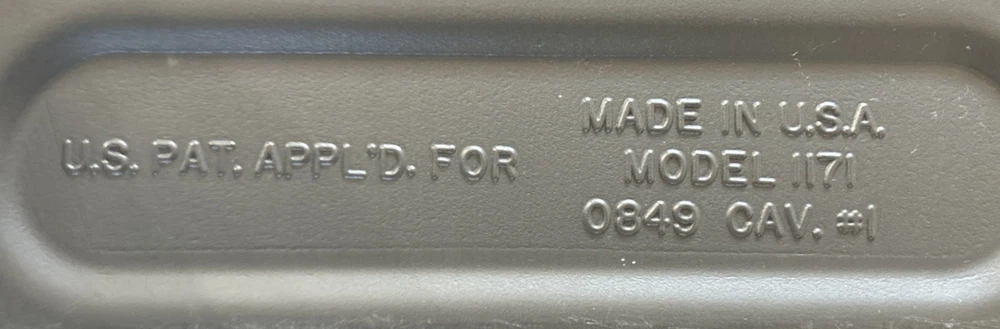 U.S. PAT. APPL'D. FOR
MADE IN U.S.A.
MODEL 1171
0849 CAV. #1